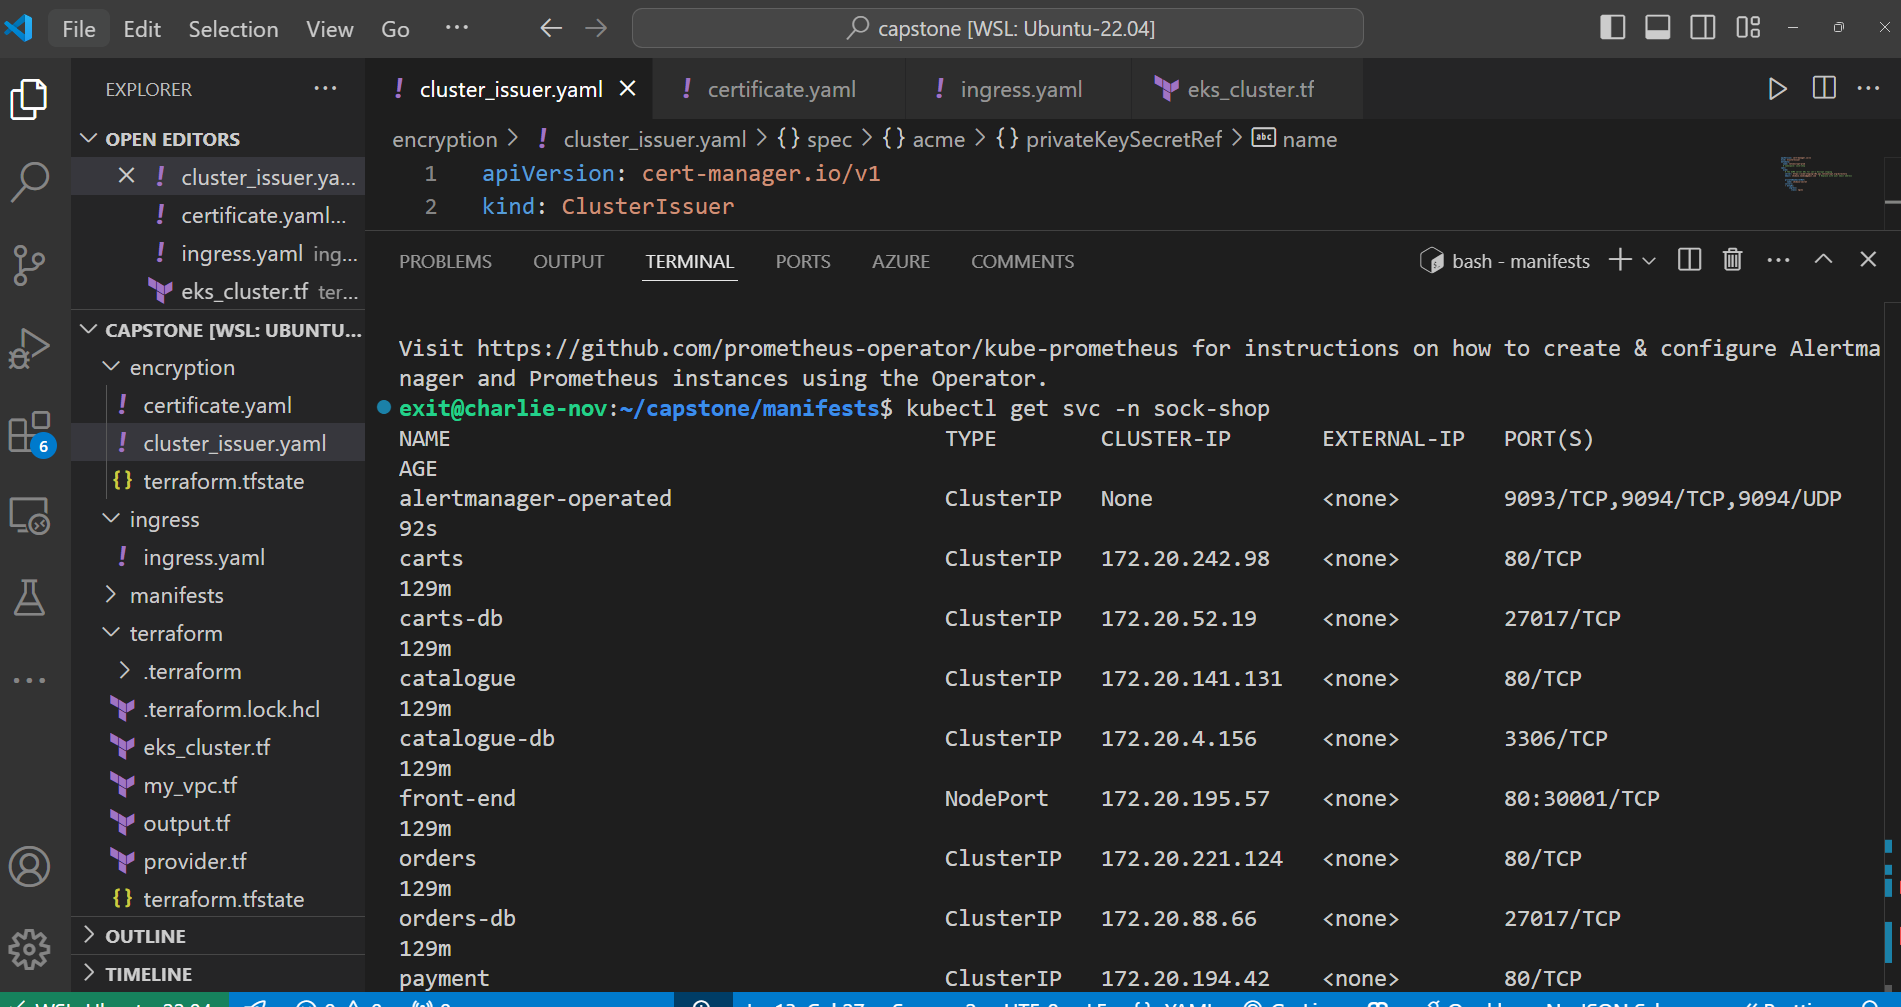 File Edit Selection View Go ···
capstone [WSL: Ubuntu-22.04]
EXPLORER
OPEN EDITORS
cluster_issuer.ya...
certificate.yaml...
ingress.yaml ing...
eks_cluster.tf ter...
CAPSTONE [WSL: UBUNTU...
encryption
certificate.yaml
cluster_issuer.yaml
terraform.tfstate
ingress
ingress.yaml
manifests
terraform
.terraform
.terraform.lock.hcl
eks_cluster.tf
my_vpc.tf
output.tf
provider.tf
terraform.tfstate
OUTLINE
TIMELINE
6
cluster_issuer.yaml certificate.yaml ingress.yaml eks_cluster.tf
encryption > ! cluster_issuer.yaml > {} spec > {} acme > {} privateKeySecretRef > abc name
1 apiVersion: cert-manager.io/v1
2 kind: ClusterIssuer
PROBLEMS OUTPUT TERMINAL PORTS AZURE COMMENTS
bash - manifests
Visit https://github.com/prometheus-operator/kube-prometheus for instructions on how to create & configure Alertma
nager and Prometheus instances using the Operator.
exit@charlie-nov:~/capstone/manifests$ kubectl get svc -n sock-shop
NAME TYPE CLUSTER-IP EXTERNAL-IP PORT(S)
AGE
alertmanager-operated ClusterIP None <none> 9093/TCP,9094/TCP,9094/UDP
92s
carts ClusterIP 172.20.242.98 <none> 80/TCP
129m
carts-db ClusterIP 172.20.52.19 <none> 27017/TCP
129m
catalogue ClusterIP 172.20.141.131 <none> 80/TCP
129m
catalogue-db ClusterIP 172.20.4.156 <none> 3306/TCP
129m
front-end NodePort 172.20.195.57 <none> 80:30001/TCP
129m
orders ClusterIP 172.20.221.124 <none> 80/TCP
129m
orders-db ClusterIP 172.20.88.66 <none> 27017/TCP
129m
payment ClusterIP 172.20.194.42 <none> 80/TCP